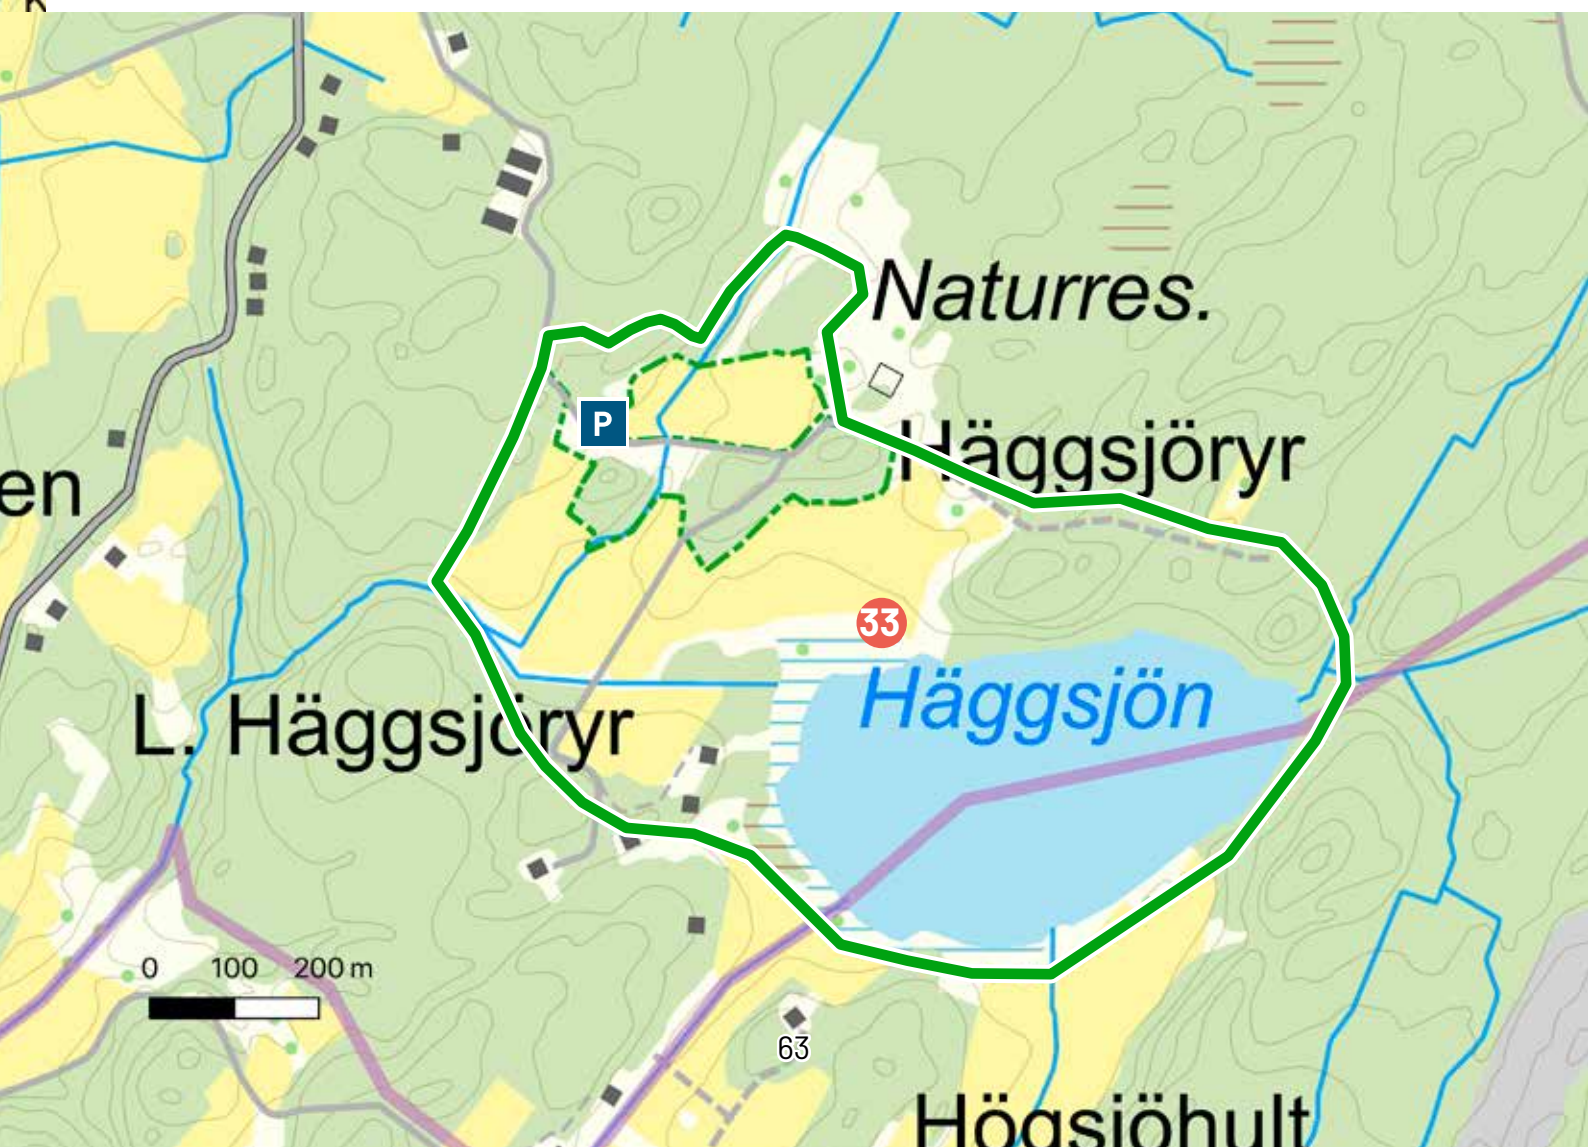 Naturres.
P
Häggsjöryr
en
33
Häggsjön
L. Häggsjöryr
0 100 200 m
63
Högsjöhult